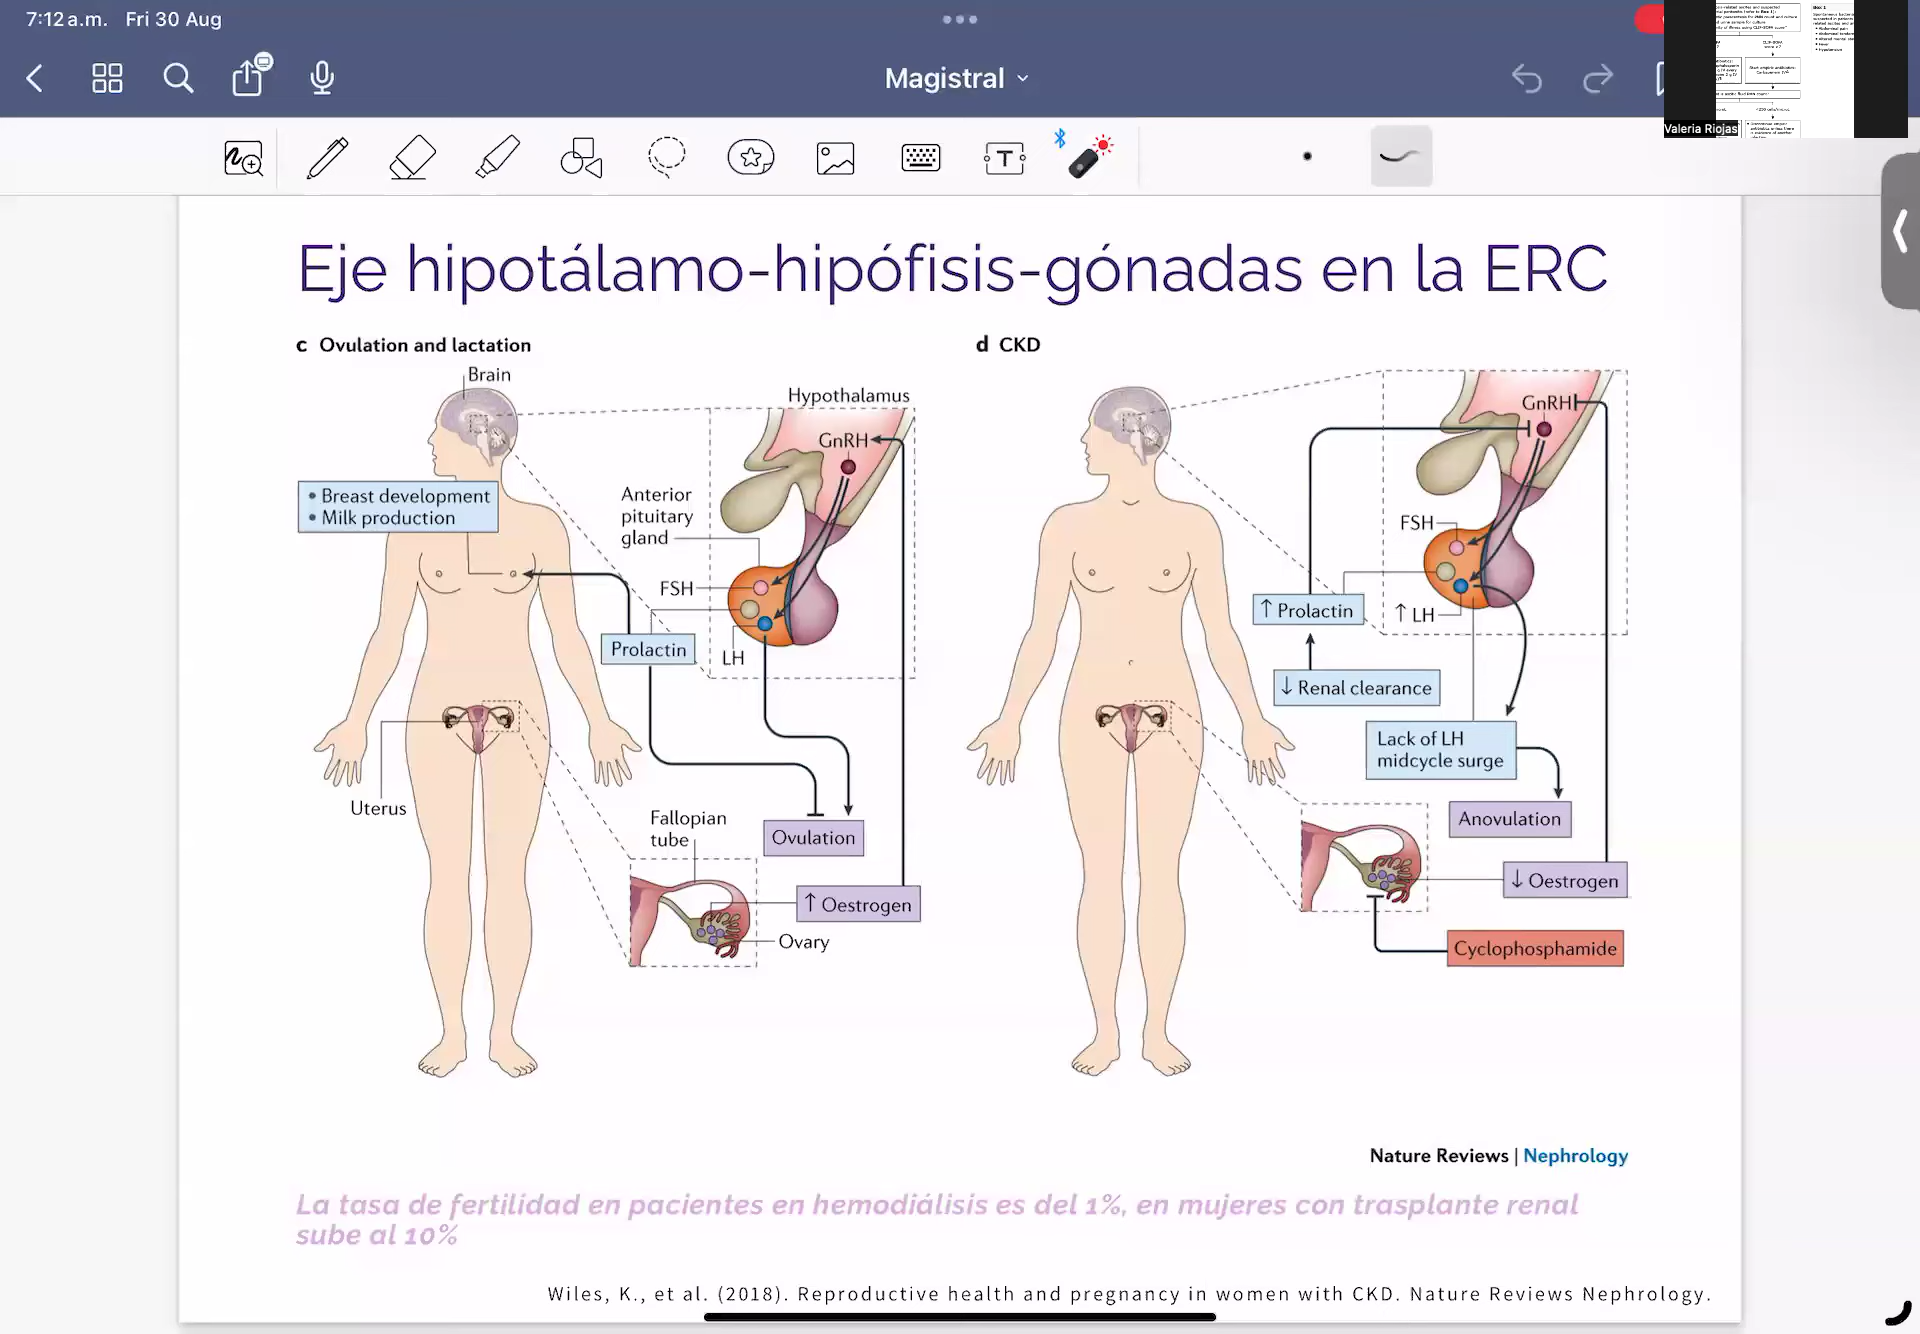 7:12 a.m. Fri 30 Aug
Magistral
Valeria Riojas
T
Eje hipotálamo-hipófisis-gónadas en la ERC
c Ovulation and lactation
Brain
Hypothalamus
GnRH
• Breast development
• Milk production
Anterior
pituitary
gland
FSH
Prolactin
LH
Uterus
Fallopian
tube
Ovulation
↑ Oestrogen
Ovary
d CKD
GnRH
FSH
↑ Prolactin
↑ LH
↓ Renal clearance
Lack of LH
midcycle surge
Anovulation
↓ Oestrogen
Cyclophosphamide
Nature Reviews | Nephrology
La tasa de fertilidad en pacientes en hemodiálisis es del 1%, en mujeres con trasplante renal
sube al 10%
Wiles, K., et al. (2018). Reproductive health and pregnancy in women with CKD. Nature Reviews Nephrology.